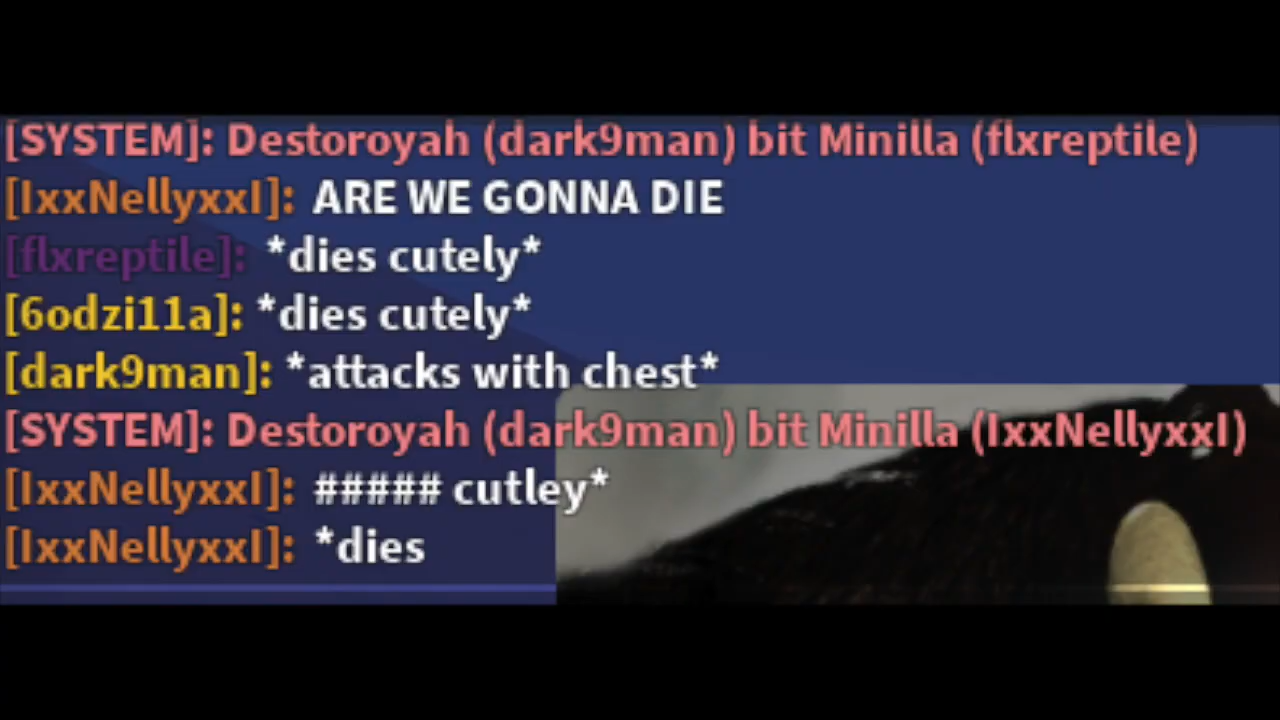 [SYSTEM]: Destoroyah (dark9man) bit Minilla (flxreptile)
[IxxNellyxxI]: ARE WE GONNA DIE
[flxreptile]: *dies cutely*
[6odzi11a]: *dies cutely*
[dark9man]: *attacks with chest*
[SYSTEM]: Destoroyah (dark9man) bit Minilla (IxxNellyxxI)
[IxxNellyxxI]: ##### cutley*
[IxxNellyxxI]: *dies